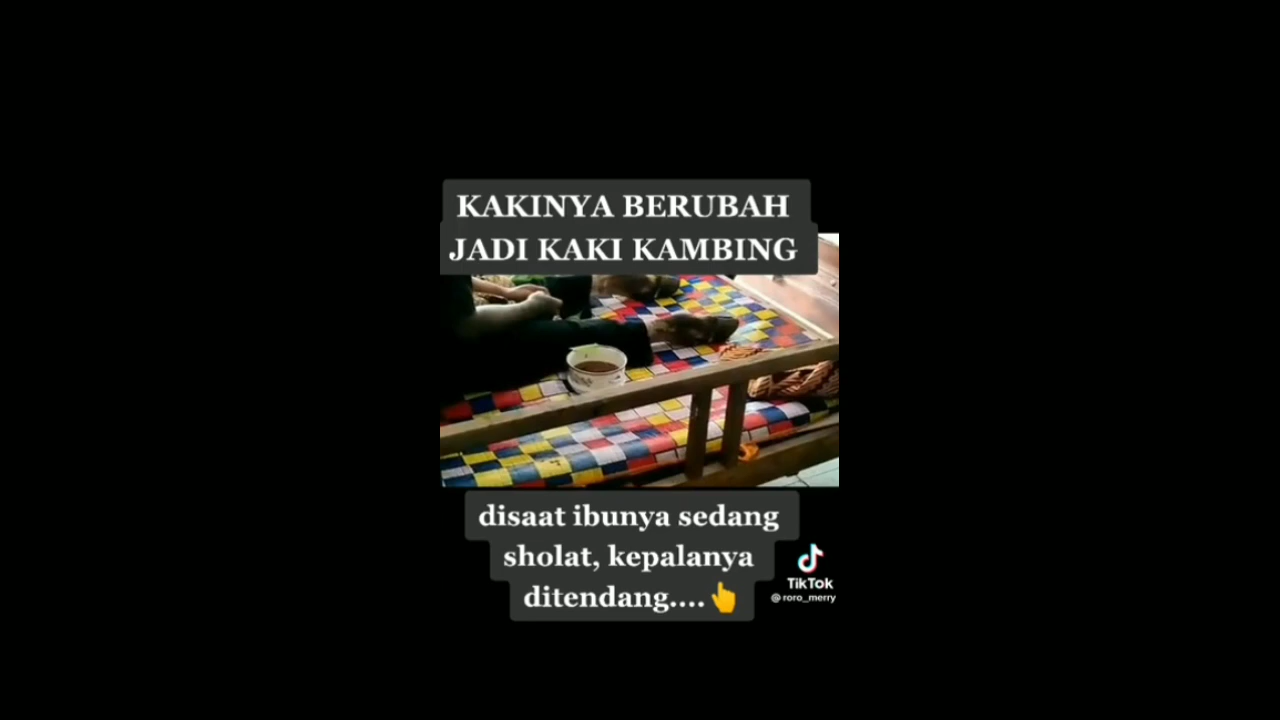 KAKINYA BERUBAH
JADI KAKI KAMBING
disaat ibunya sedang
sholat, kepalanya
ditendang....👆
TikTok
@ roro_merry